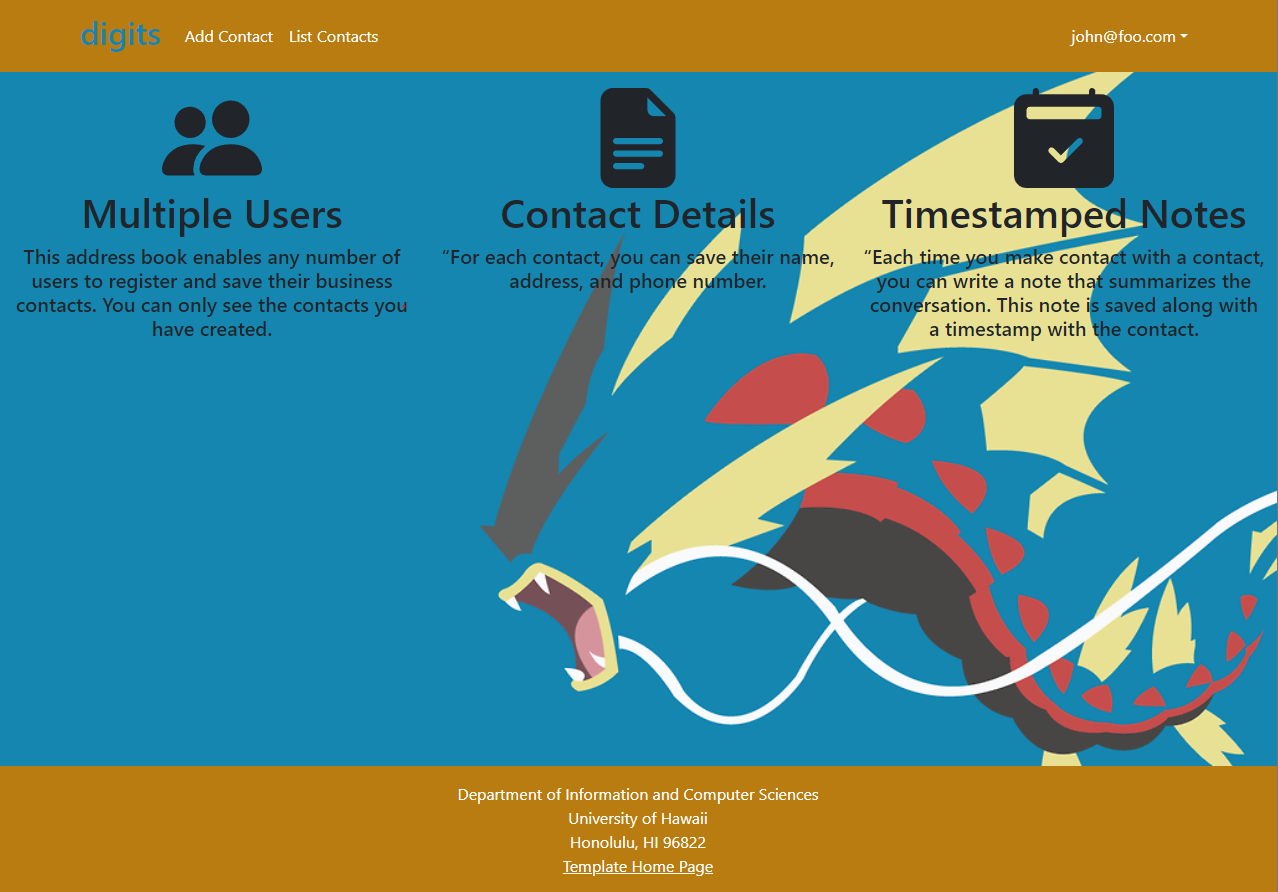 digits
Add Contact
List Contacts
john@foo.com
Multiple Users
This address book enables any number of
users to register and save their business
contacts. You can only see the contacts you
have created.
Contact Details
“For each contact, you can save their name,
address, and phone number.
Timestamped Notes
“Each time you make contact with a contact,
you can write a note that summarizes the
conversation. This note is saved along with
a timestamp with the contact.
Department of Information and Computer Sciences
University of Hawaii
Honolulu, HI 96822
Template Home Page